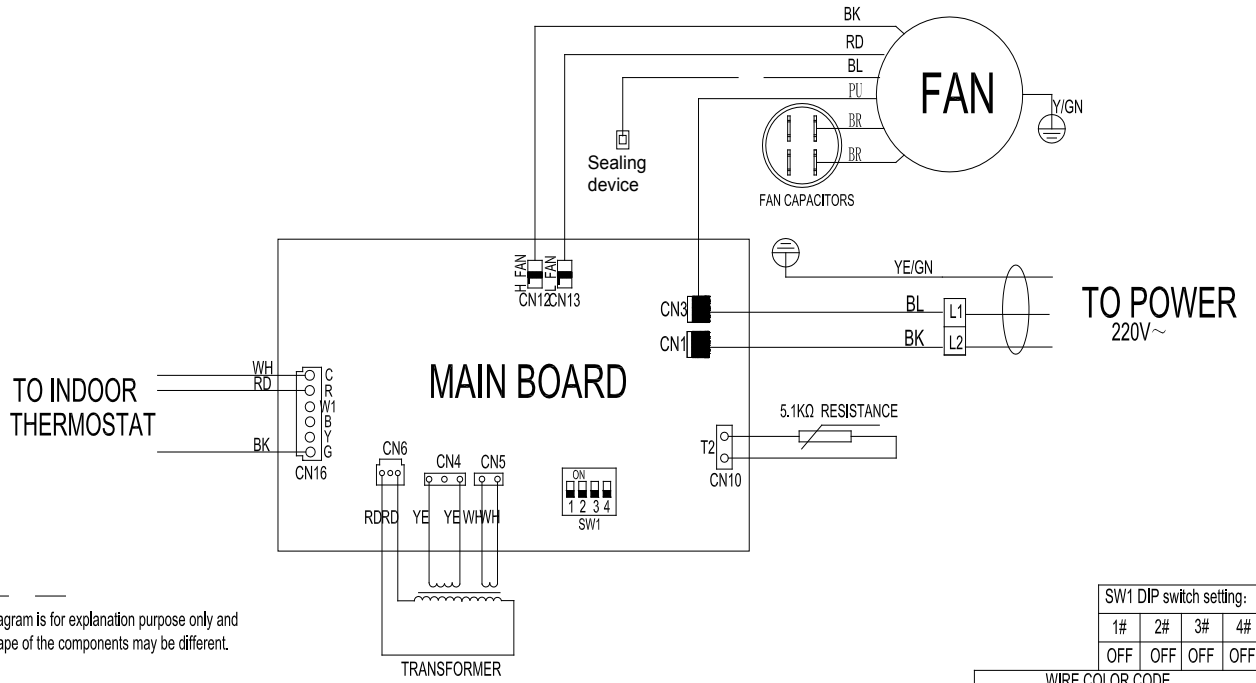 BK
RD
BL
PU
BR
BR
FAN
Y/GN
Sealing
device
FAN CAPACITORS
H_FAN
L_FAN
CN12
CN13
YE/GN
CN3
BL
L1
CN1
BK
L2
TO POWER
220V～
MAIN BOARD
TO INDOOR
THERMOSTAT
WH
RD
BK
C
R
W1
B
Y
G
CN16
5.1KΩ RESISTANCE
T2
CN10
CN6
CN4
CN5
ON
1 2 3 4
SW1
RD RD YE YE WH WH
TRANSFORMER
diagram is for explanation purpose only and
of the components may be different.
SW1 DIP switch setting:
1# 2# 3# 4#
OFF OFF OFF OFF
WIRE COLOR CODE